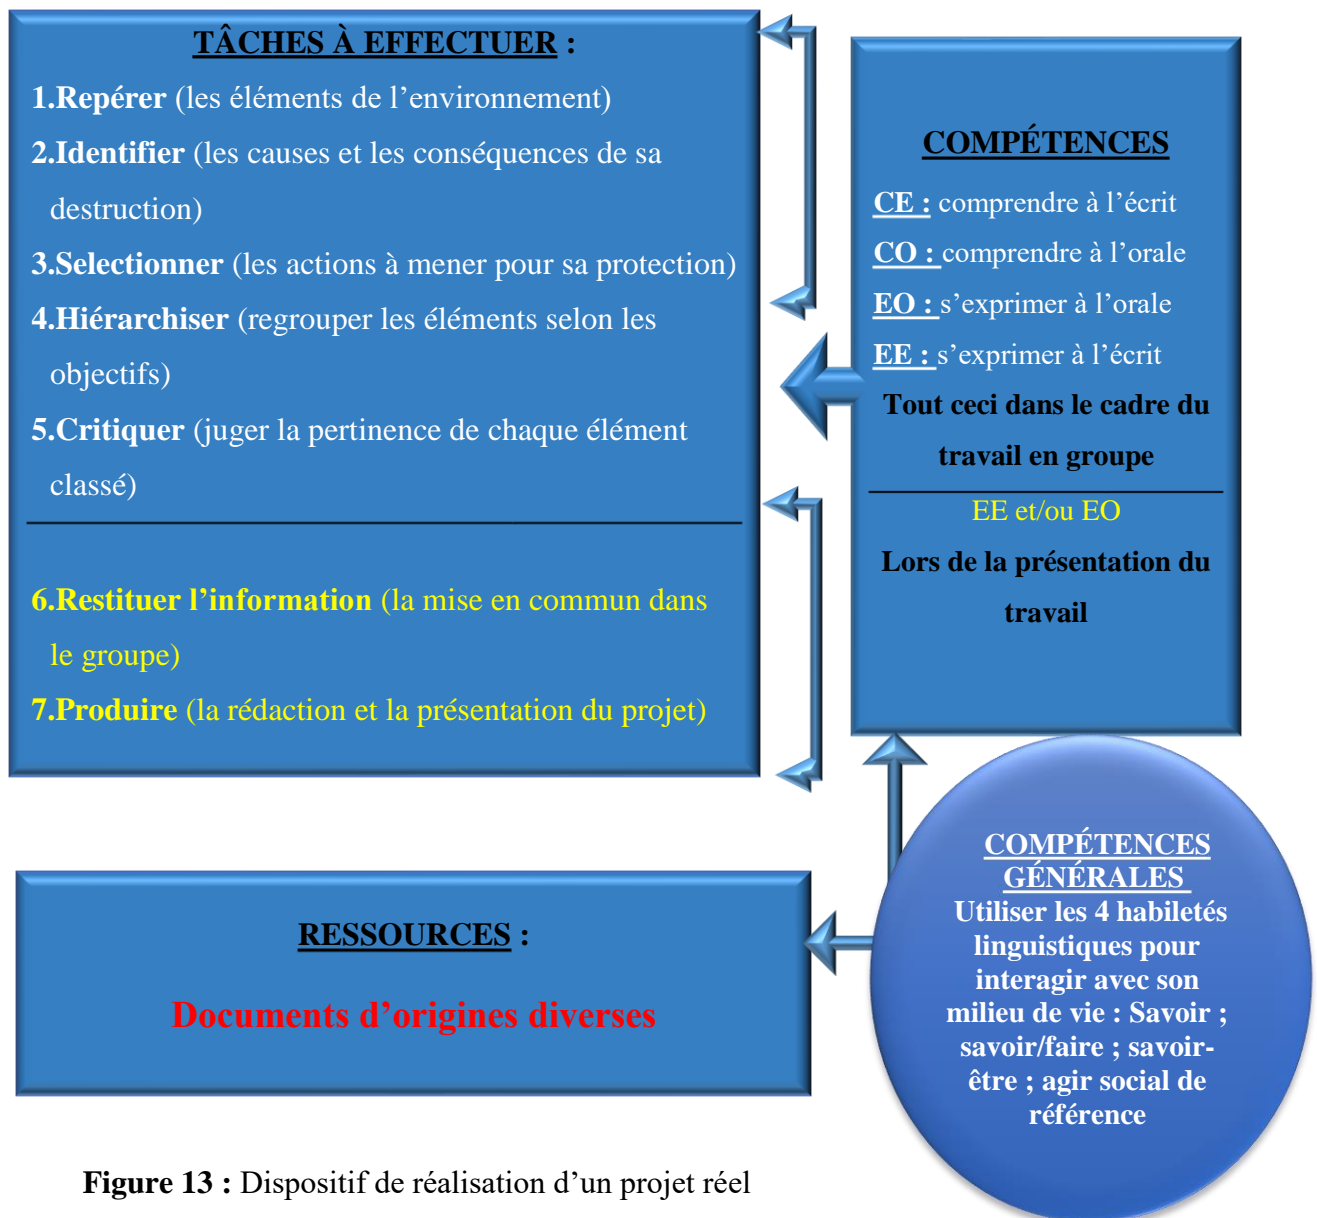 TÂCHES À EFFECTUER :
1.Repérer (les éléments de l’environnement)
2.Identifier (les causes et les conséquences de sa
destruction)
3.Selectionner (les actions à mener pour sa protection)
4.Hiérarchiser (regrouper les éléments selon les
objectifs)
5.Critiquer (juger la pertinence de chaque élément
classé)
6.Restituer l’information (la mise en commun dans
le groupe)
7.Produire (la rédaction et la présentation du projet)
COMPÉTENCES
CE : comprendre à l’écrit
CO : comprendre à l’orale
EO : s’exprimer à l’orale
EE : s’exprimer à l’écrit
Tout ceci dans le cadre du
travail en groupe
EE et/ou EO
Lors de la présentation du
travail
RESSOURCES :
Documents d’origines diverses
COMPÉTENCES
GÉNÉRALES
Utiliser les 4 habiletés
linguistiques pour
interagir avec son
milieu de vie : Savoir ;
savoir/faire ; savoir-
être ; agir social de
référence
Figure 13 : Dispositif de réalisation d’un projet réel